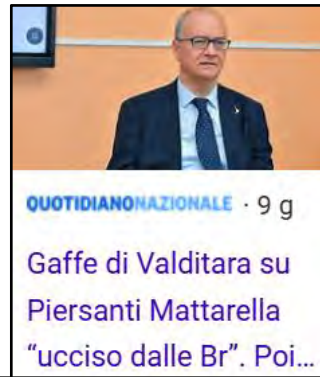 QUOTIDIANONAZIONALE · 9 g
Gaffe di Valditara su
Piersanti Mattarella
“ucciso dalle Br”. Poi...